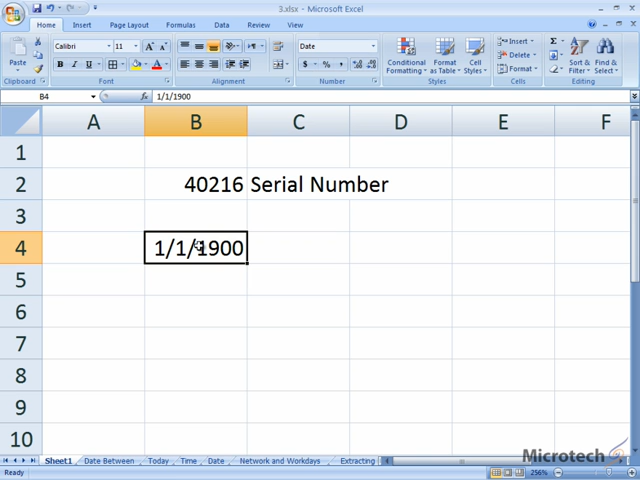 3.xlsx - Microsoft Excel
Home Insert Page Layout Formulas Data Review View
Paste
Calibri 11
B I U
Date
$ % ,
Conditional Formatting
Format as Table
Cell Styles
Insert
Delete
Format
Σ
Sort & Filter
Find & Select
Clipboard Font Alignment Number Styles Cells Editing
B4 fx 1/1/1900
A B C D E F
1
2 40216 Serial Number
3
4 1/1/1900
5
6
7
8
9
10
Sheet1 Date Between Today Time Date Network and Workdays Extracting
Microtech
Ready 256%